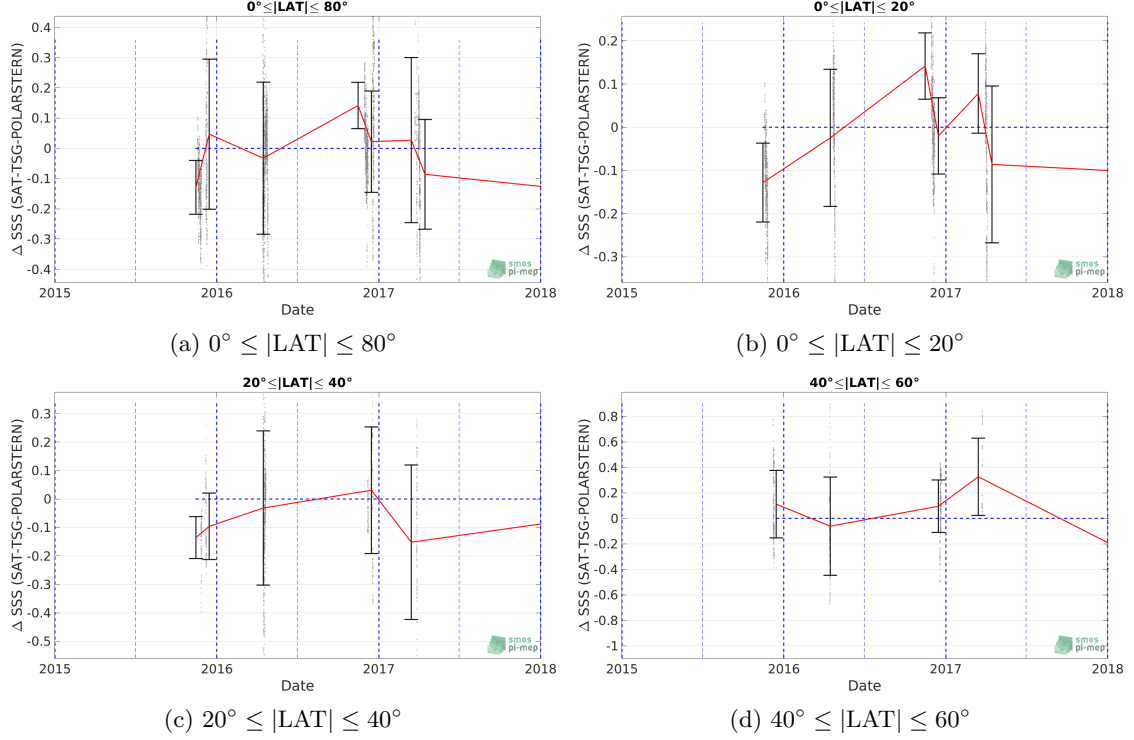 0°≤|LAT|≤ 80°
Δ SSS (SAT-TSG-POLARSTERN)
0.4
0.3
0.2
0.1
0
-0.1
-0.2
-0.3
-0.4
2015
2016
2017
2018
Date
smos
pi-mep
(a) 0° ≤ |LAT| ≤ 80°
0°≤|LAT|≤ 20°
Δ SSS (SAT-TSG-POLARSTERN)
0.2
0.1
0
-0.1
-0.2
-0.3
2015
2016
2017
2018
Date
smos
pi-mep
(b) 0° ≤ |LAT| ≤ 20°
20°≤|LAT|≤ 40°
Δ SSS (SAT-TSG-POLARSTERN)
0.3
0.2
0.1
0
-0.1
-0.2
-0.3
-0.4
-0.5
2015
2016
2017
2018
Date
smos
pi-mep
(c) 20° ≤ |LAT| ≤ 40°
40°≤|LAT|≤ 60°
Δ SSS (SAT-TSG-POLARSTERN)
0.8
0.6
0.4
0.2
0
-0.2
-0.4
-0.6
-0.8
-1
2015
2016
2017
2018
Date
smos
pi-mep
(d) 40° ≤ |LAT| ≤ 60°